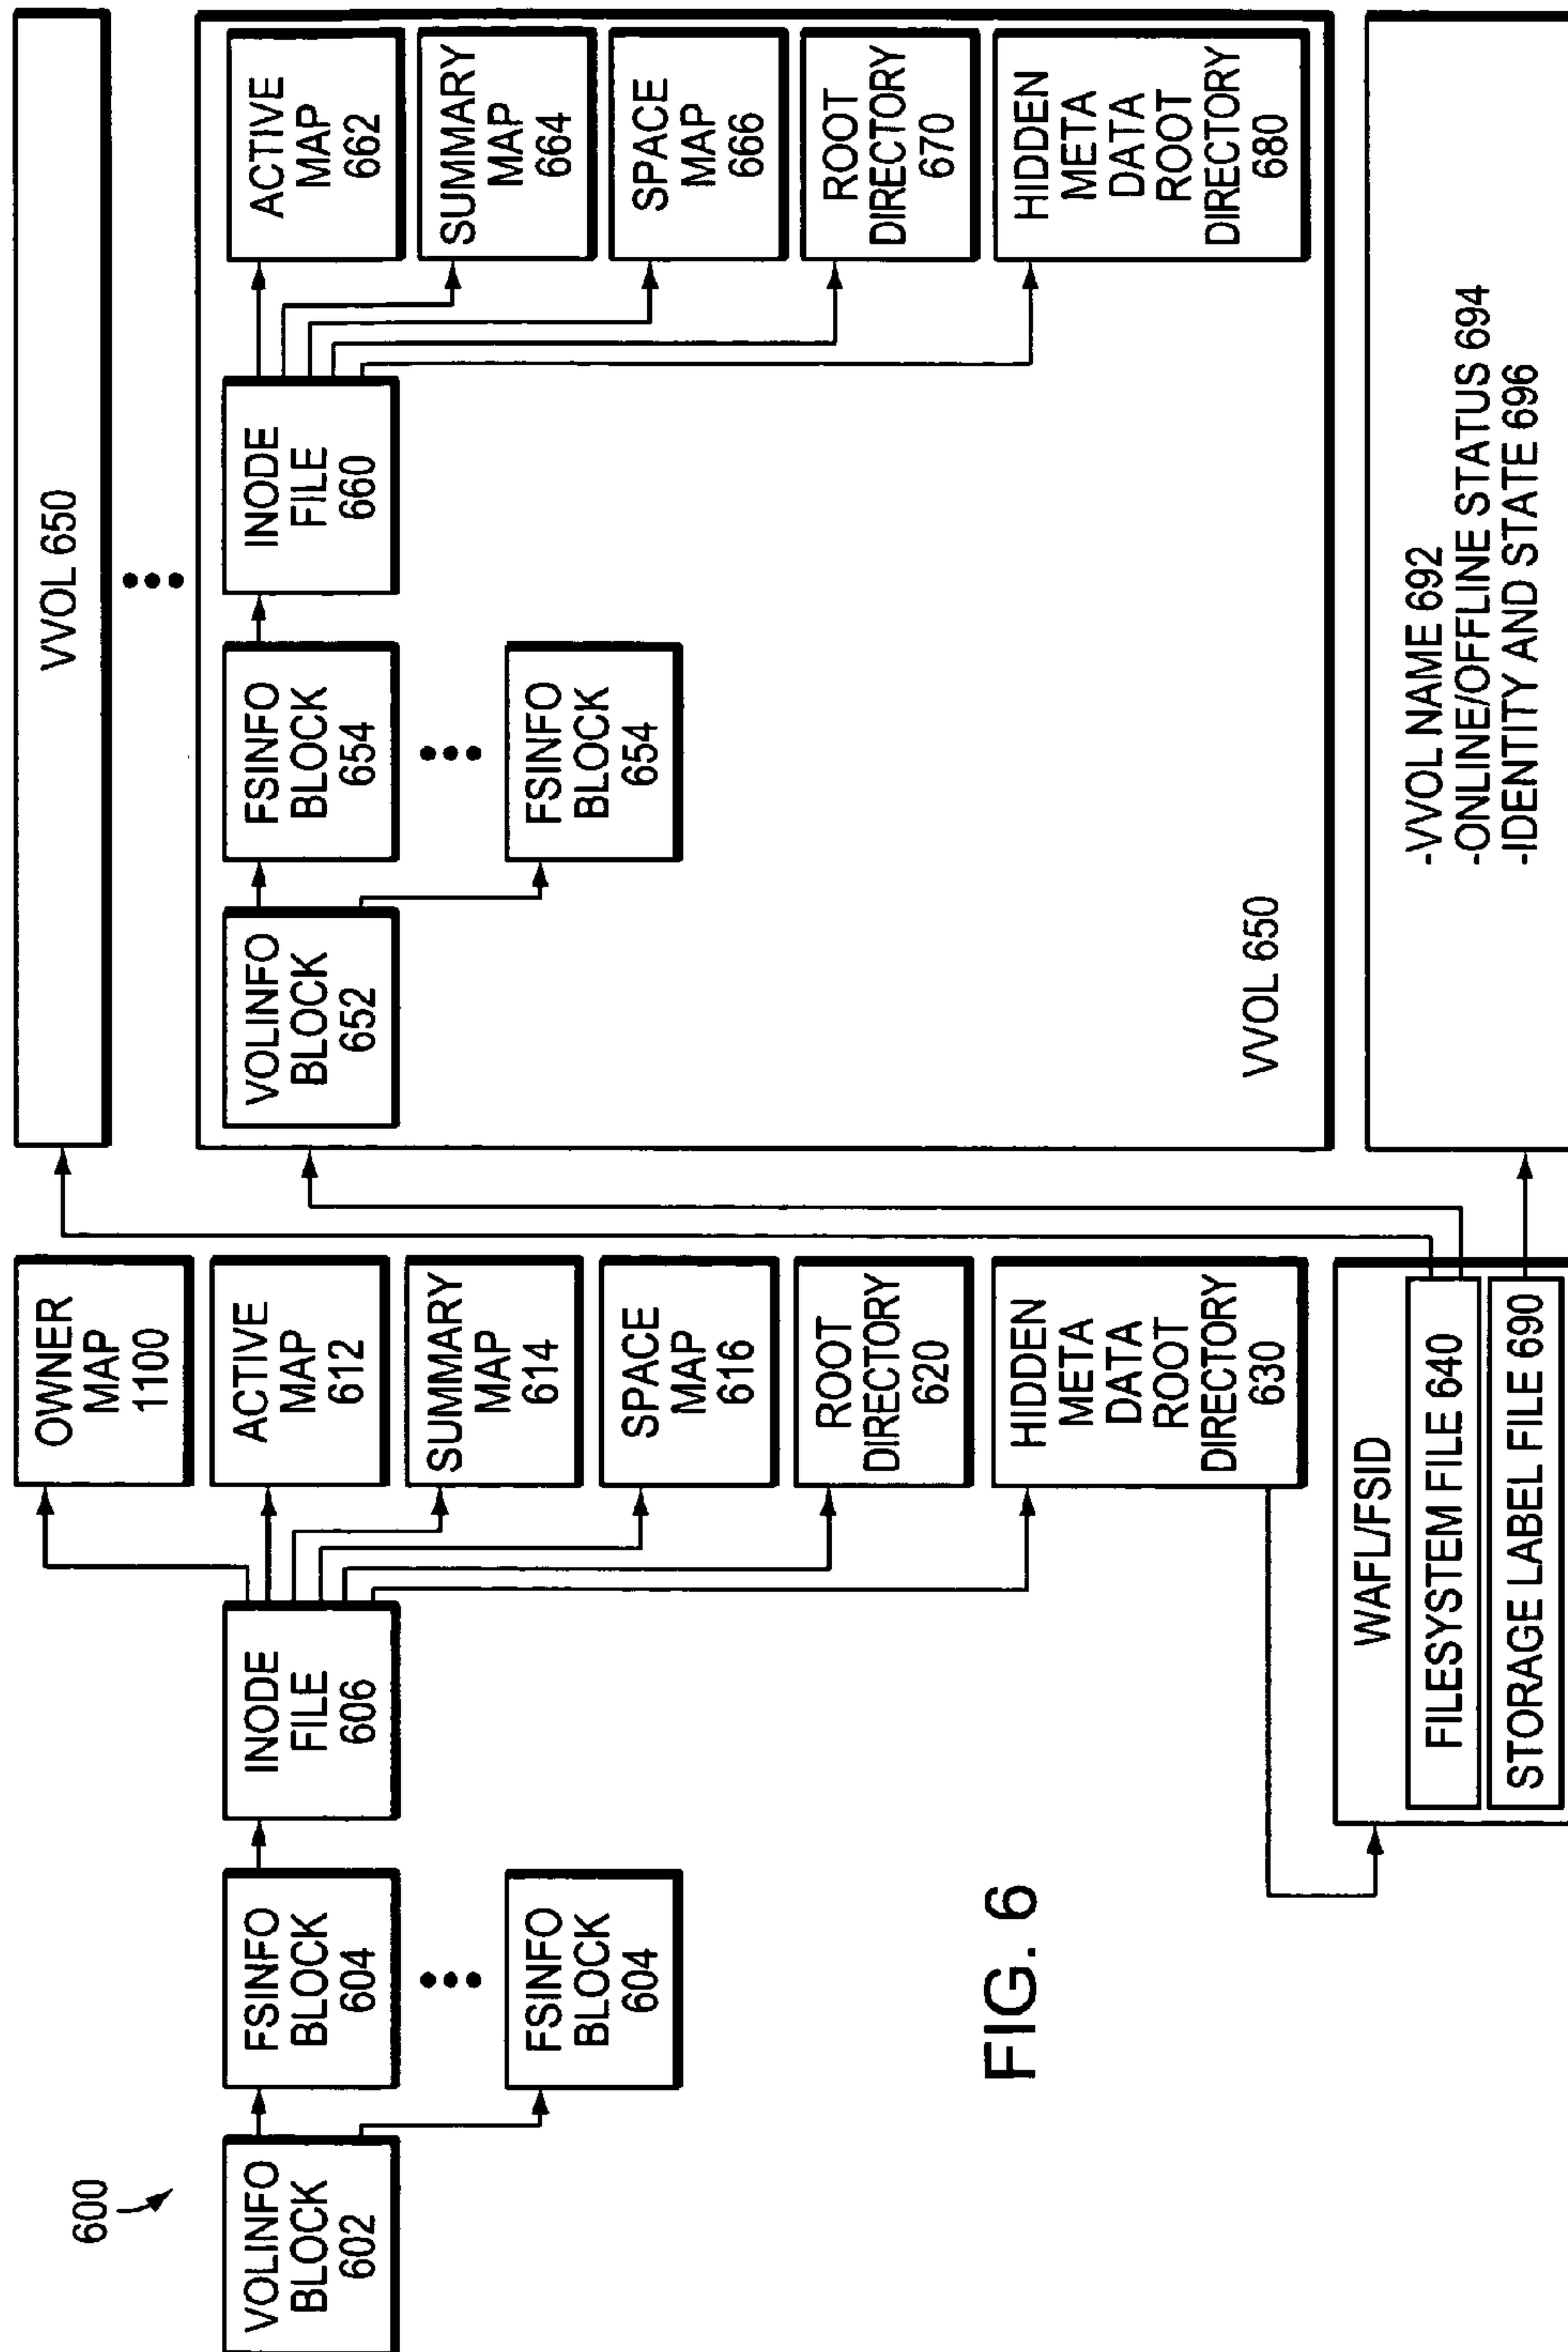 600
VOLINFO
BLOCK
602
FSINFO
BLOCK
604
FSINFO
BLOCK
604
INODE
FILE
606
OWNER
MAP
1100
ACTIVE
MAP
612
SUMMARY
MAP
614
SPACE
MAP
616
ROOT
DIRECTORY
620
HIDDEN
META
DATA
ROOT
DIRECTORY
630
WAFL/FSID
FILESYSTEM FILE 640
STORAGE LABEL FILE 690
VVOL 650
VOLINFO
BLOCK
652
FSINFO
BLOCK
654
FSINFO
BLOCK
654
INODE
FILE
660
ACTIVE
MAP
662
SUMMARY
MAP
664
SPACE
MAP
666
ROOT
DIRECTORY
670
HIDDEN
META
DATA
ROOT
DIRECTORY
680
VVOL 650
-VVOL NAME 692
-ONLINE/OFFLINE STATUS 694
-IDENTITY AND STATE 696
FIG. 6